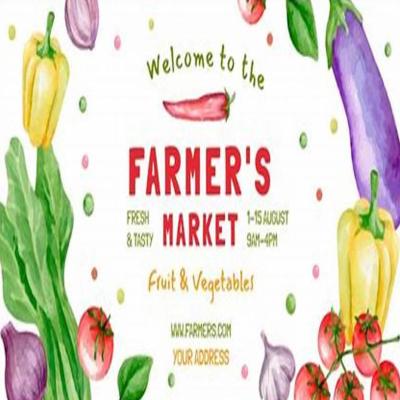 Welcome to the
FARMER'S
FRESH
& TASTY
MARKET
1-15 AUGUST
9AM-4PM
Fruit & Vegetables
WWW.FARMERS.COM
YOUR ADDRESS